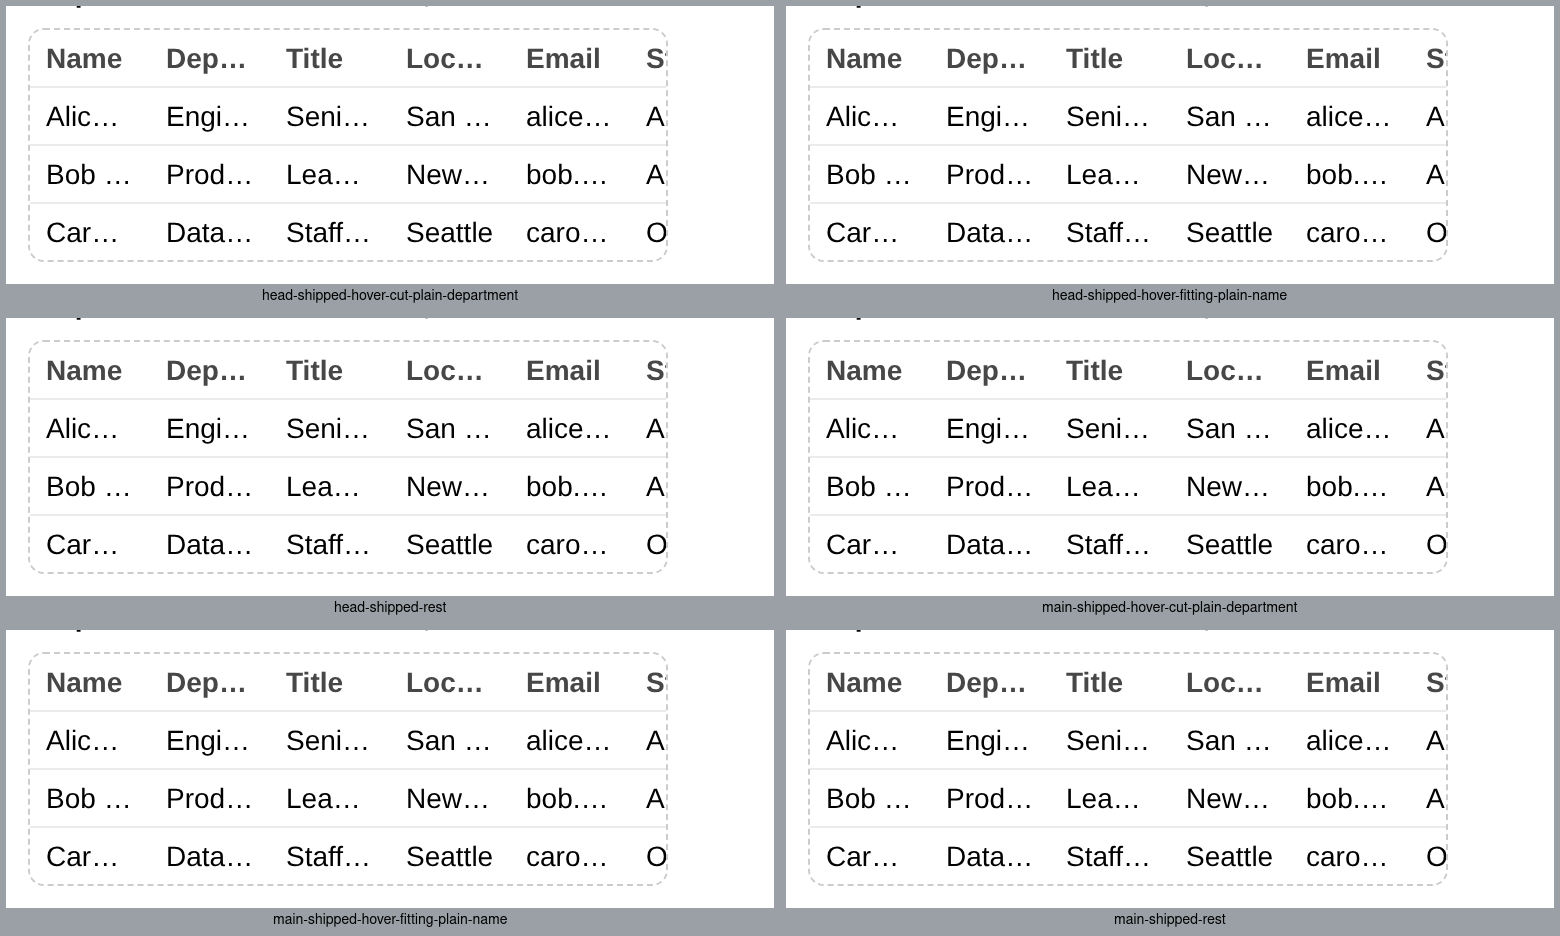 Name Dep… Title Loc… Email S
Alic… Engi… Seni… San … alice… A
Bob … Prod… Lea… New… bob.… A
Car… Data… Staff… Seattle caro… O
head-shipped-hover-cut-plain-department
Name Dep… Title Loc… Email S
Alic… Engi… Seni… San … alice… A
Bob … Prod… Lea… New… bob.… A
Car… Data… Staff… Seattle caro… O
head-shipped-hover-fitting-plain-name
Name Dep… Title Loc… Email S
Alic… Engi… Seni… San … alice… A
Bob … Prod… Lea… New… bob.… A
Car… Data… Staff… Seattle caro… O
head-shipped-rest
Name Dep… Title Loc… Email S
Alic… Engi… Seni… San … alice… A
Bob … Prod… Lea… New… bob.… A
Car… Data… Staff… Seattle caro… O
main-shipped-hover-cut-plain-department
Name Dep… Title Loc… Email S
Alic… Engi… Seni… San … alice… A
Bob … Prod… Lea… New… bob.… A
Car… Data… Staff… Seattle caro… O
main-shipped-hover-fitting-plain-name
Name Dep… Title Loc… Email S
Alic… Engi… Seni… San … alice… A
Bob … Prod… Lea… New… bob.… A
Car… Data… Staff… Seattle caro… O
main-shipped-rest